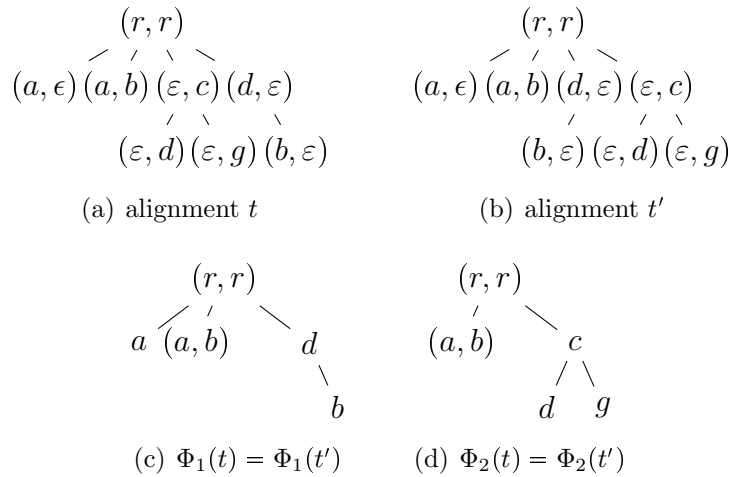 (r, r) (r, r)
(a, ϵ) (a, b) (ε, c) (d, ε) (a, ϵ) (a, b) (d, ε) (ε, c)
(ε, d) (ε, g) (b, ε) (b, ε) (ε, d) (ε, g)
(a) alignment t (b) alignment t′
(r, r) (r, r)
a (a, b) d (a, b) c
b d g
(c) Φ₁(t) = Φ₁(t′) (d) Φ₂(t) = Φ₂(t′)